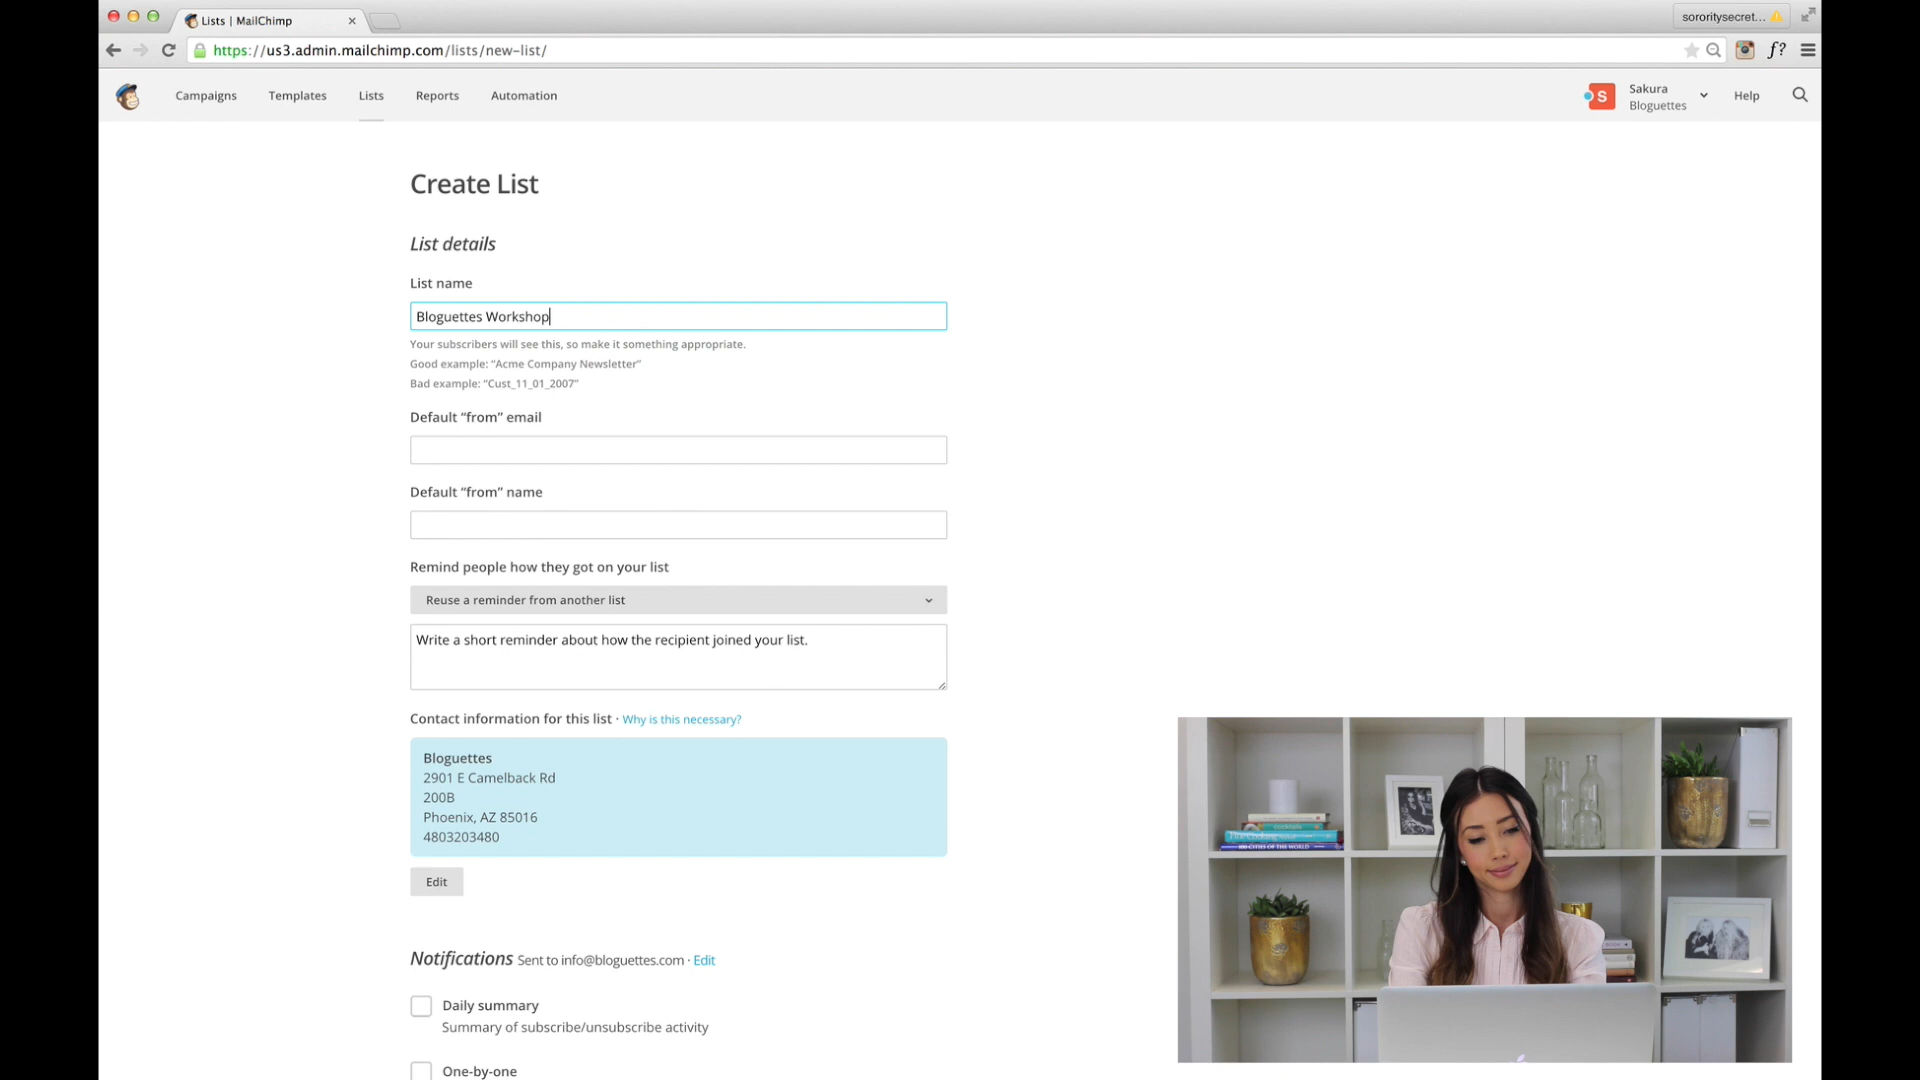 Lists | MailChimp
sororitysecret...
https://us3.admin.mailchimp.com/lists/new-list/
f?
Campaigns Templates Lists Reports Automation
S Sakura Help
Bloguettes
Create List
List details
List name
Bloguettes Workshop
Your subscribers will see this, so make it something appropriate.
Good example: “Acme Company Newsletter”
Bad example: “Cust_11_01_2007”
Default “from” email
Default “from” name
Remind people how they got on your list
Reuse a reminder from another list
Write a short reminder about how the recipient joined your list.
Contact information for this list · Why is this necessary?
Bloguettes
2901 E Camelback Rd
200B
Phoenix, AZ 85016
4803203480
Edit
Notifications Sent to info@bloguettes.com · Edit
Daily summary
Summary of subscribe/unsubscribe activity
One-by-one